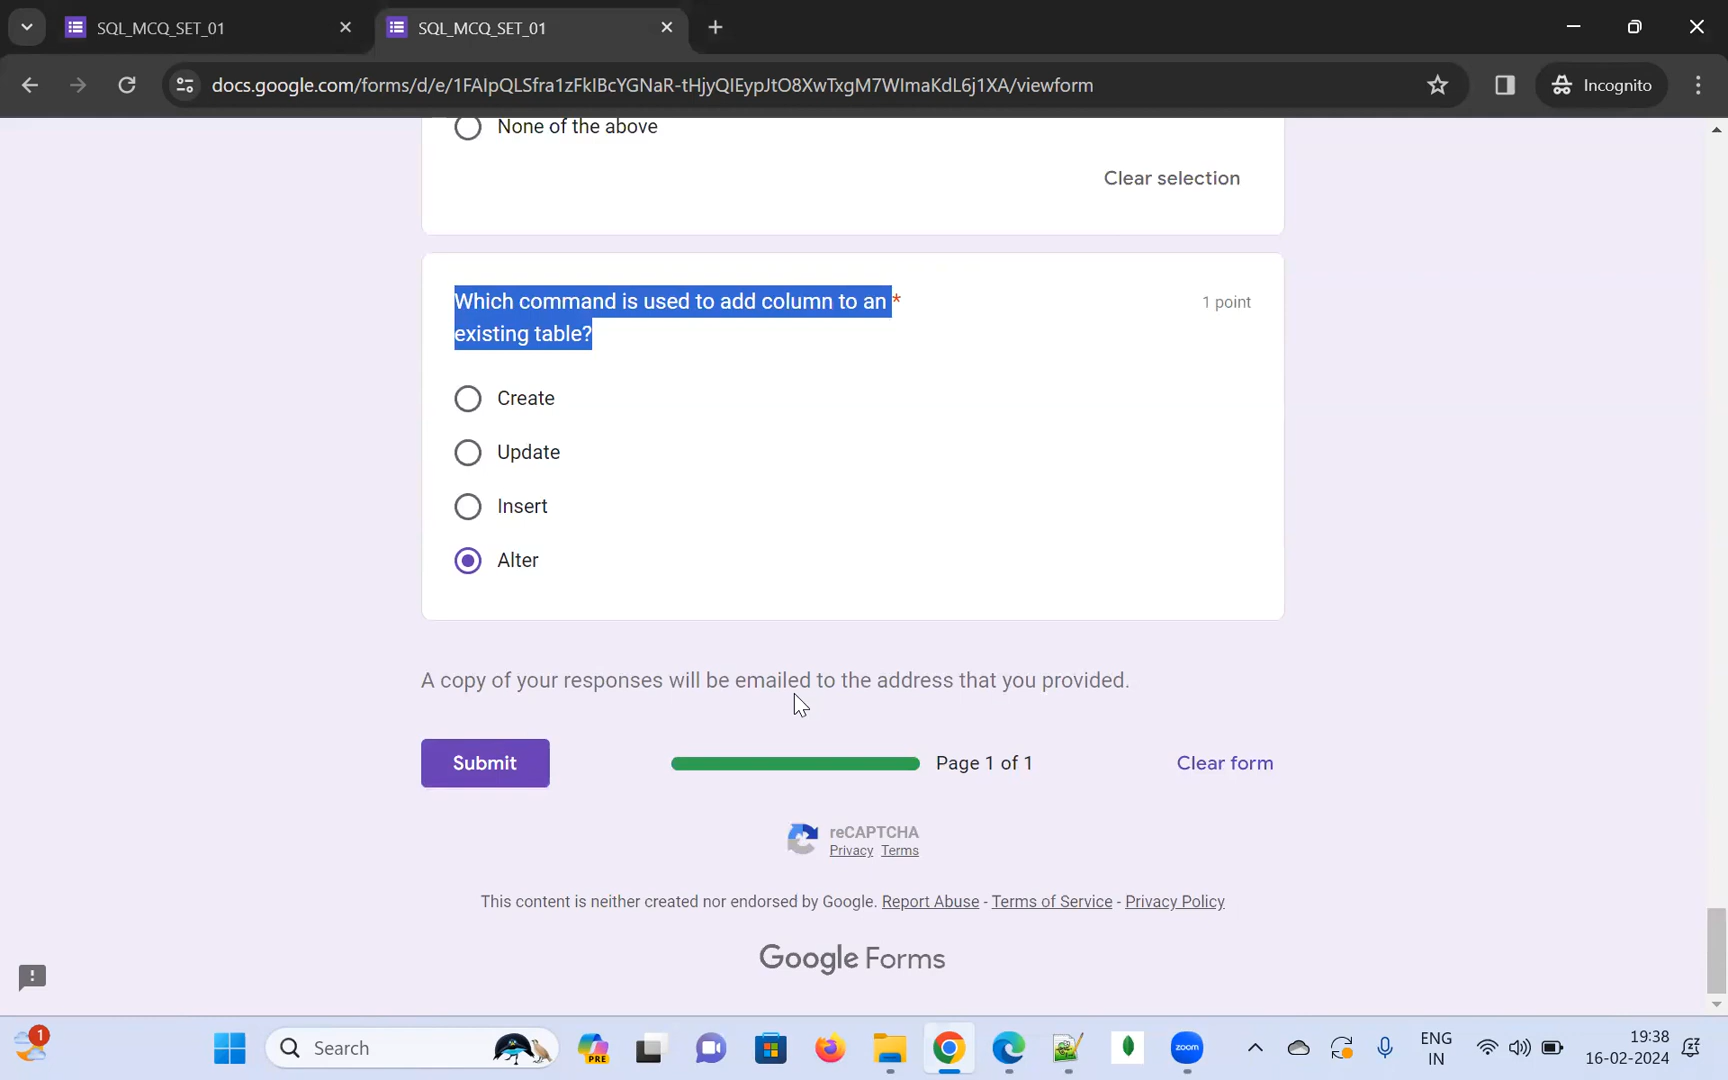 SQL_MCQ_SET_01
SQL_MCQ_SET_01
docs.google.com/forms/d/e/1FAIpQLSfra1zFkIBcYGNaR-tHjyQIEypJtO8XwTxgM7WImaKdL6j1XA/viewform
Incognito
None of the above
Clear selection
Which command is used to add column to an *
existing table?
1 point
Create
Update
Insert
Alter
A copy of your responses will be emailed to the address that you provided.
Submit
Page 1 of 1
Clear form
reCAPTCHA
Privacy Terms
This content is neither created nor endorsed by Google. Report Abuse - Terms of Service - Privacy Policy
Google Forms
1
Search
PRE
zoom
ENG
IN
19:38
16-02-2024